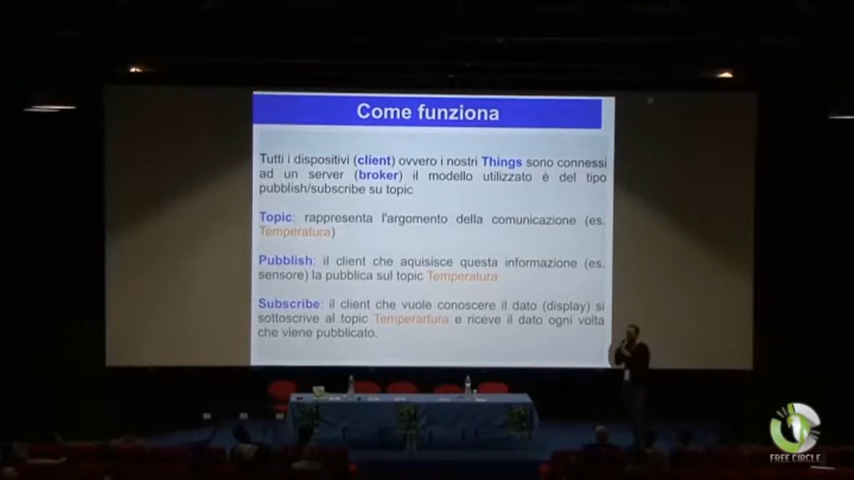 Come funziona
Tutti i dispositivi (client) ovvero i nostri Things sono connessi
ad un server (broker) il modello utilizzato è del tipo
pubblish/subscribe su topic
Topic: rappresenta l'argomento della comunicazione (es.
Temperatura)
Pubblish: il client che aquisisce questa informazione (es.
sensore) la pubblica sul topic Temperatura
Subscribe: il client che vuole conoscere il dato (display) si
sottoscrive al topic Temperartura e riceve il dato ogni volta
che viene pubblicato.
FREE CIRCLE